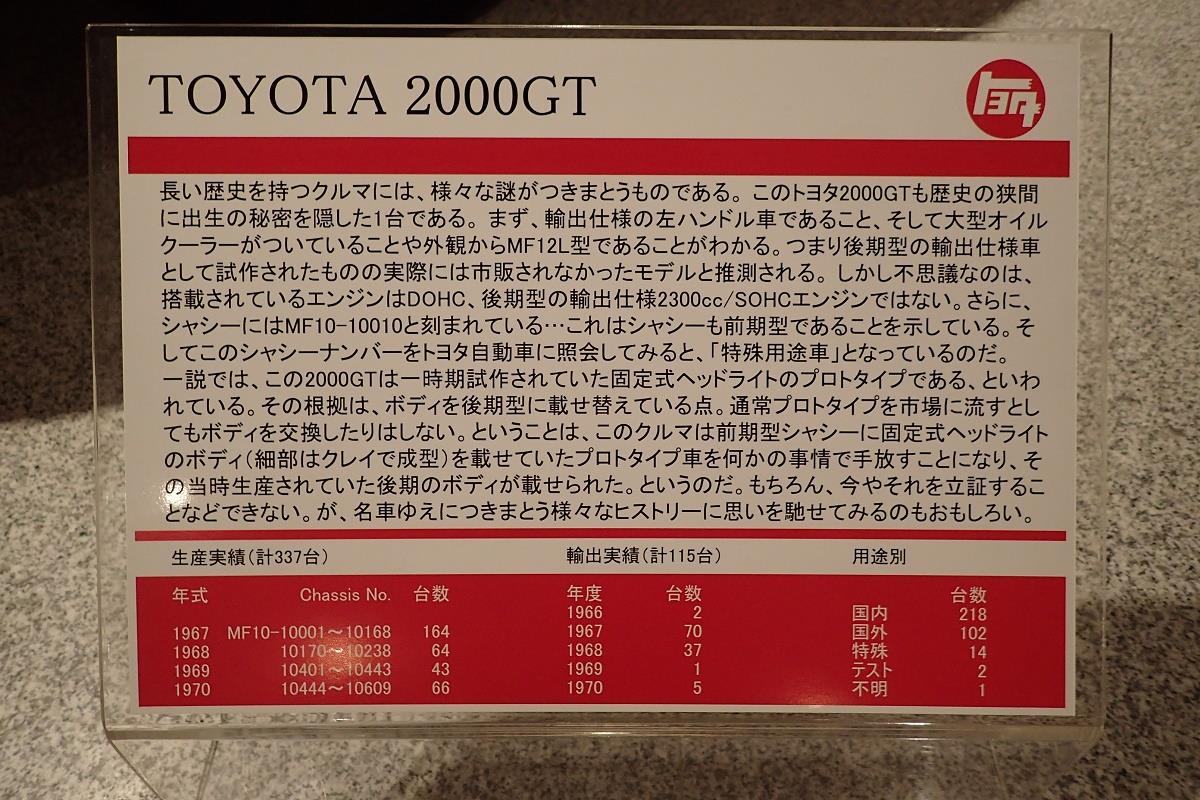 TOYOTA 2000GT
トヨタ
長い歴史を持つクルマには、様々な謎がつきまとうものである。このトヨタ2000GTも歴史の狭間
に出生の秘密を隠した1台である。まず、輸出仕様の左ハンドル車であること、そして大型オイル
クーラーがついていることや外観からMF12L型であることがわかる。つまり後期型の輸出仕様車
として試作されたものの実際には市販されなかったモデルと推測される。しかし不思議なのは、
搭載されているエンジンはDOHC、後期型の輸出仕様2300cc/SOHCエンジンではない。さらに、
シャシーにはMF10-10010と刻まれている…これはシャシーも前期型であることを示している。そ
してこのシャシーナンバーをトヨタ自動車に照会してみると、「特殊用途車」となっているのだ。
一説では、この2000GTは一時期試作されていた固定式ヘッドライトのプロトタイプである、といわ
れている。その根拠は、ボディを後期型に載せ替えている点。通常プロトタイプを市場に流すとし
てもボディを交換したりはしない。ということは、このクルマは前期型シャシーに固定式ヘッドライト
のボディ(細部はクレイで成型)を載せていたプロトタイプ車を何かの事情で手放すことになり、そ
の当時生産されていた後期のボディが載せられた。というのだ。もちろん、今やそれを立証するこ
となどできない。が、名車ゆえにつきまとう様々なヒストリーに思いを馳せてみるのもおもしろい。
生産実績(計337台) 輸出実績(計115台) 用途別
年式 Chassis No. 台数 年度 台数 台数
1966 2 国内 218
1967 MF10-10001～10168 164 1967 70 国外 102
1968 10170～10238 64 1968 37 特殊 14
1969 10401～10443 43 1969 1 テスト 2
1970 10444～10609 66 1970 5 不明 1